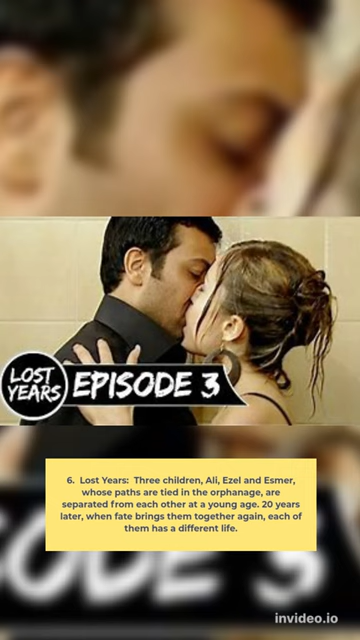 LOST
YEARS
EPISODE 3
6. Lost Years: Three children, Ali, Ezel and Esmer,
whose paths are tied in the orphanage, are
separated from each other at a young age. 20 years
later, when fate brings them together again, each of
them has a different life.
ODE 3
invideo.io